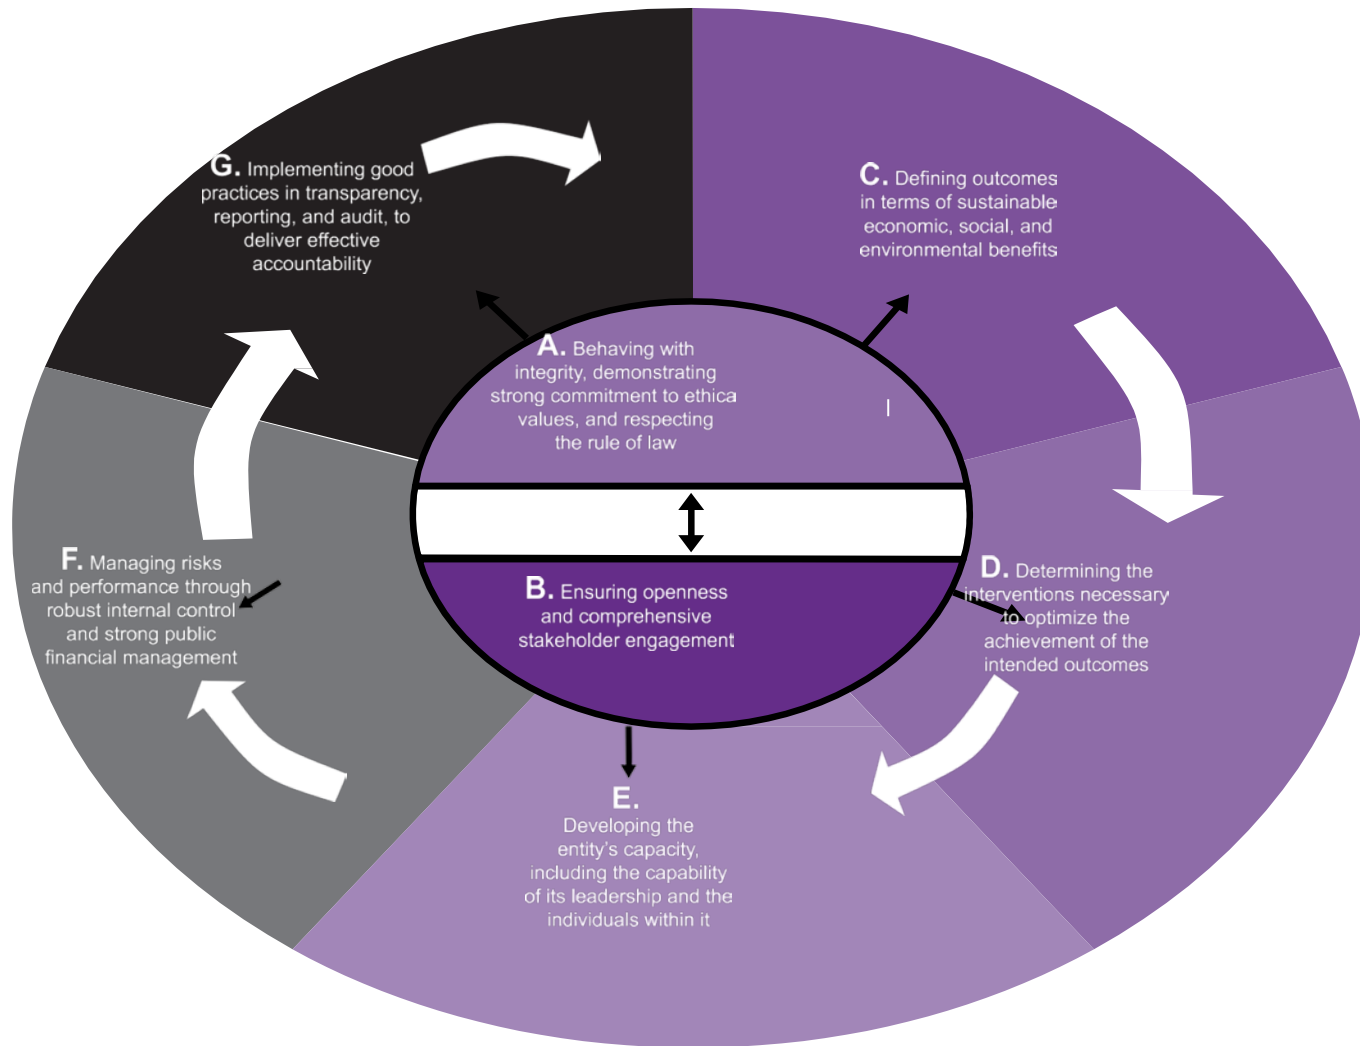 G. Implementing good
practices in transparency,
reporting, and audit, to
deliver effective
accountability
C. Defining outcomes
in terms of sustainable
economic, social, and
environmental benefits
A. Behaving with
integrity, demonstrating
strong commitment to ethica l
values, and respecting
the rule of law
B. Ensuring openness
and comprehensive
stakeholder engagement
D. Determining the
interventions necessary
to optimize the
achievement of the
intended outcomes
F. Managing risks
and performance through
robust internal control
and strong public
financial management
E.
Developing the
entity’s capacity,
including the capability
of its leadership and the
individuals within it